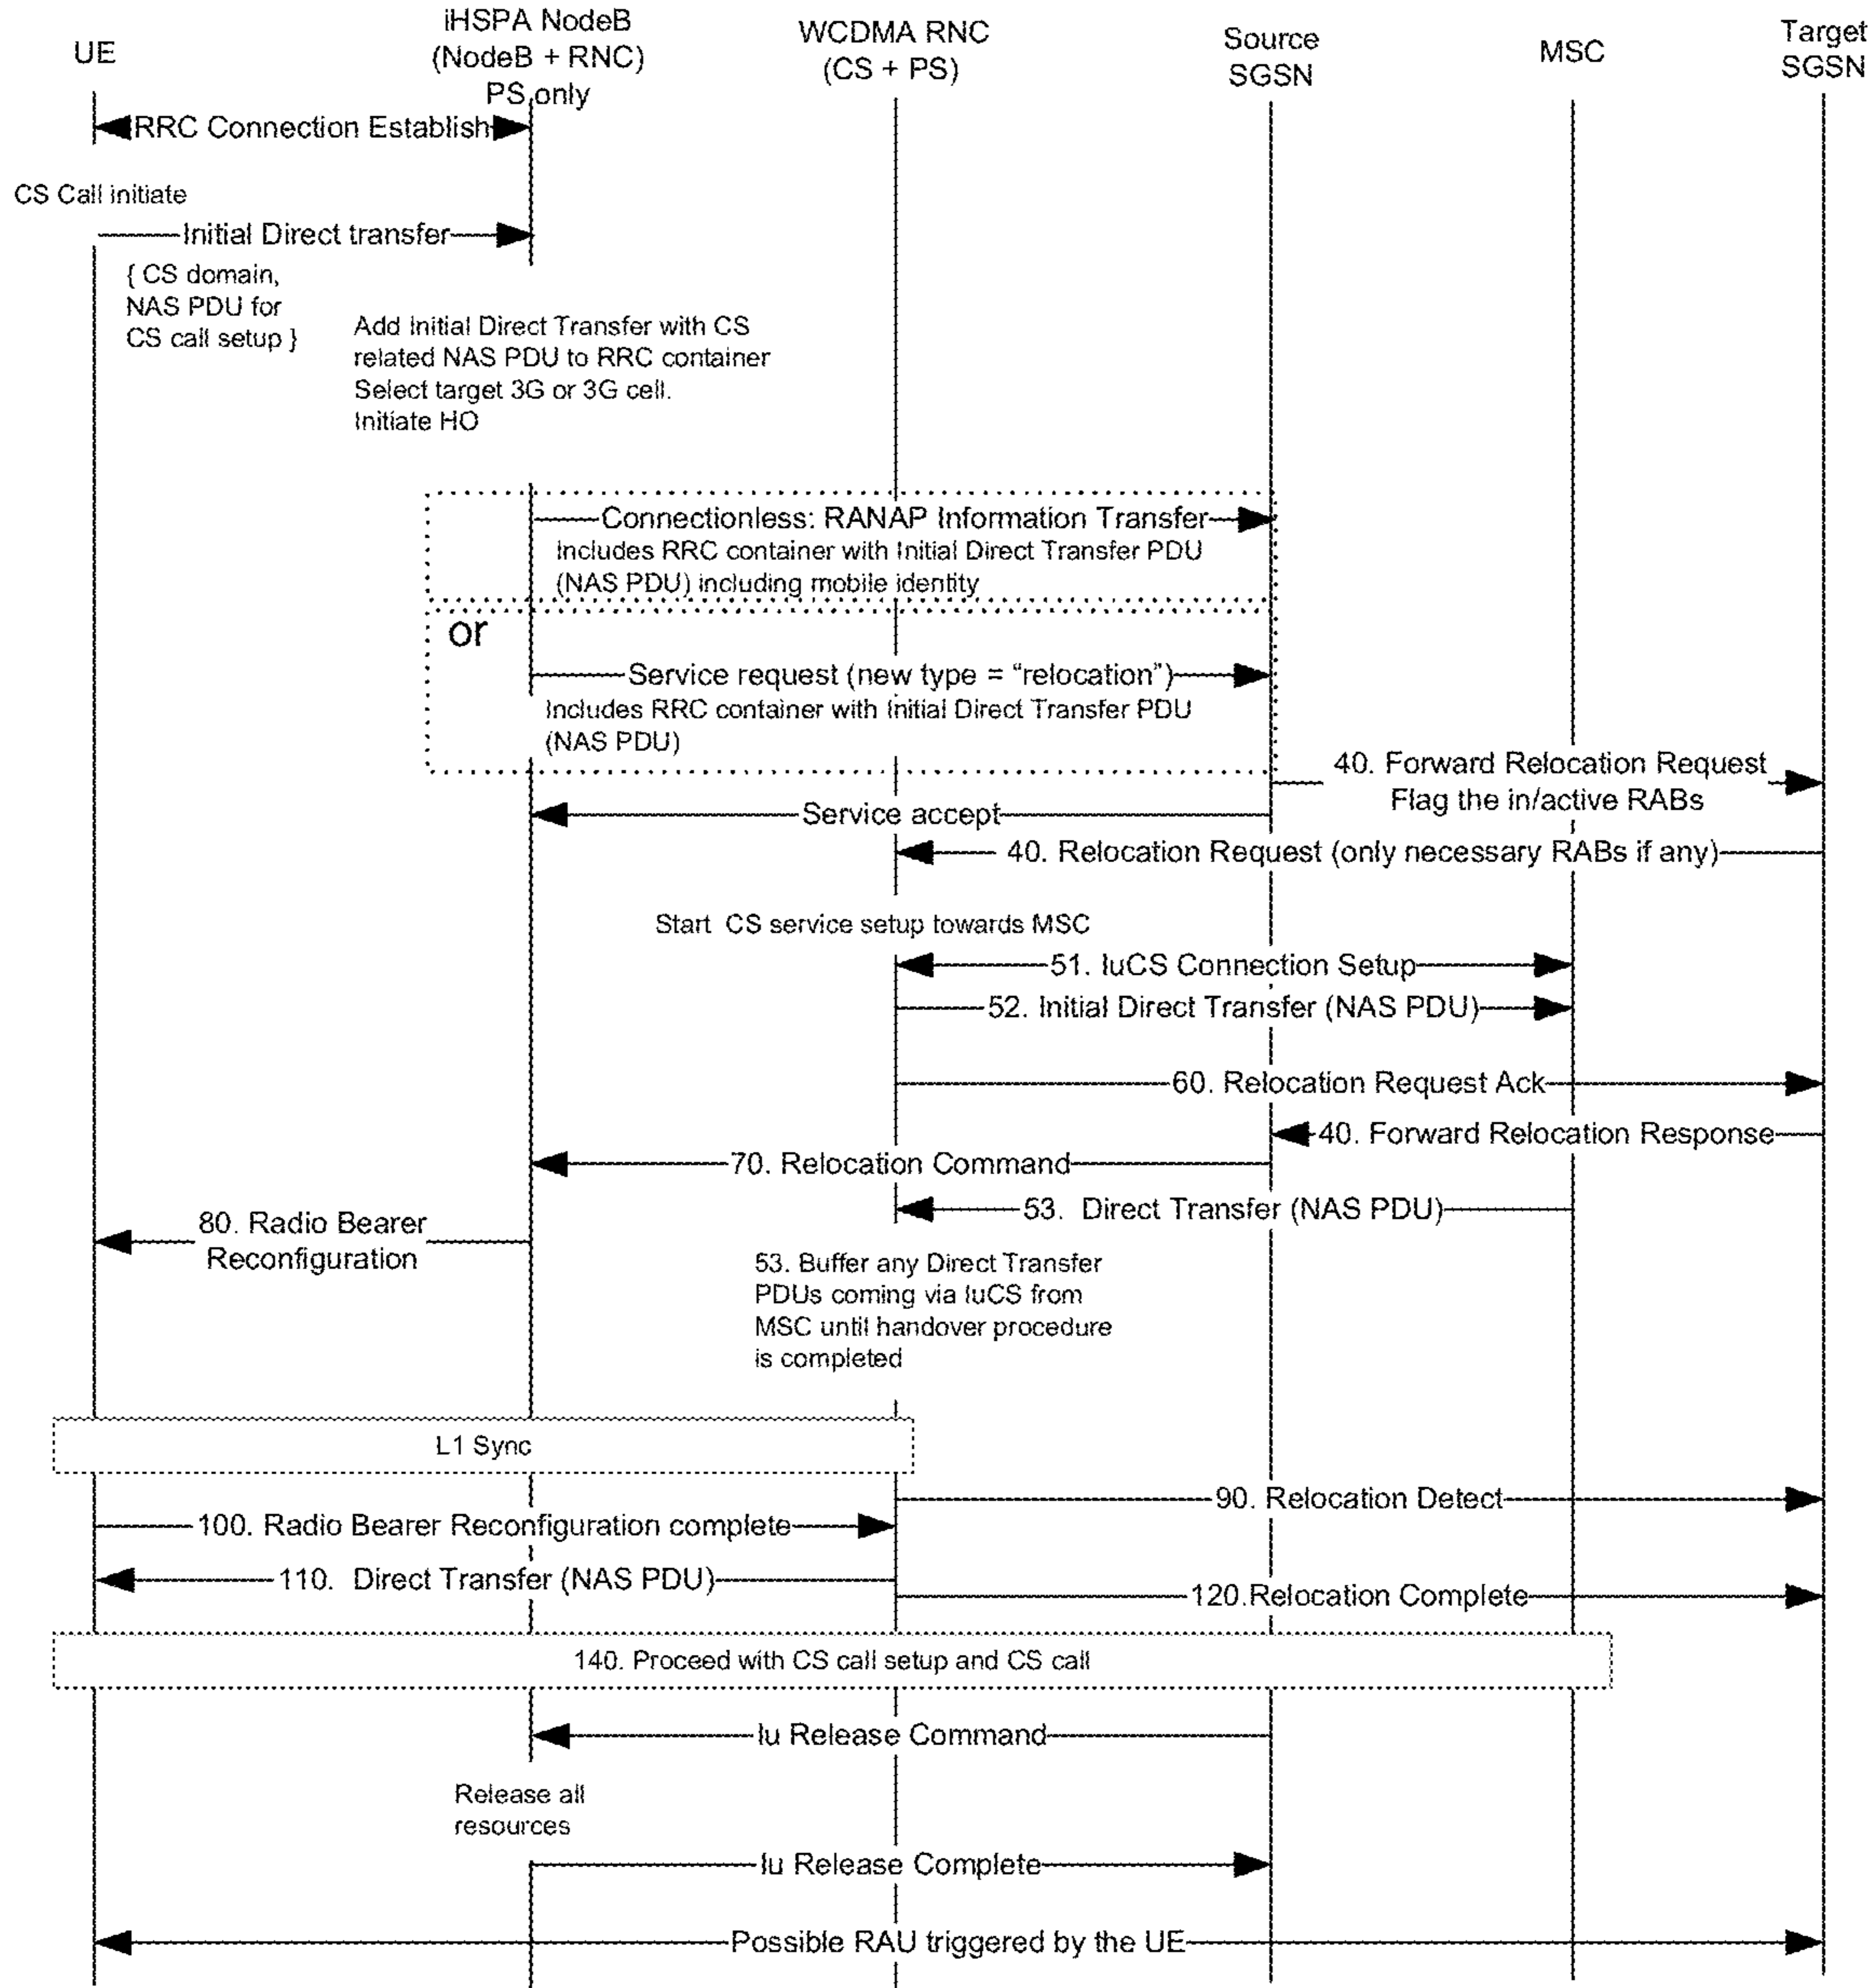 UE
iHSPA NodeB
(NodeB + RNC)
PS only
WCDMA RNC
(CS + PS)
Source
SGSN
MSC
Target
SGSN
RRC Connection Establish
CS Call initiate
Initial Direct transfer
{ CS domain,
NAS PDU for
CS call setup }
Add Initial Direct Transfer with CS
related NAS PDU to RRC container
Select target 3G or 3G cell.
Initiate HO
Connectionless: RANAP Information Transfer
Includes RRC container with Initial Direct Transfer PDU
(NAS PDU) including mobile identity
or
Service request (new type = “relocation”)
Includes RRC container with Initial Direct Transfer PDU
(NAS PDU)
40. Forward Relocation Request
Flag the in/active RABs
Service accept
40. Relocation Request (only necessary RABs if any)
Start CS service setup towards MSC
51. IuCS Connection Setup
52. Initial Direct Transfer (NAS PDU)
60. Relocation Request Ack
40. Forward Relocation Response
70. Relocation Command
53. Direct Transfer (NAS PDU)
80. Radio Bearer
Reconfiguration
53. Buffer any Direct Transfer
PDUs coming via IuCS from
MSC until handover procedure
is completed
L1 Sync
90. Relocation Detect
100. Radio Bearer Reconfiguration complete
110. Direct Transfer (NAS PDU)
120.Relocation Complete
140. Proceed with CS call setup and CS call
Iu Release Command
Release all
resources
Iu Release Complete
Possible RAU triggered by the UE